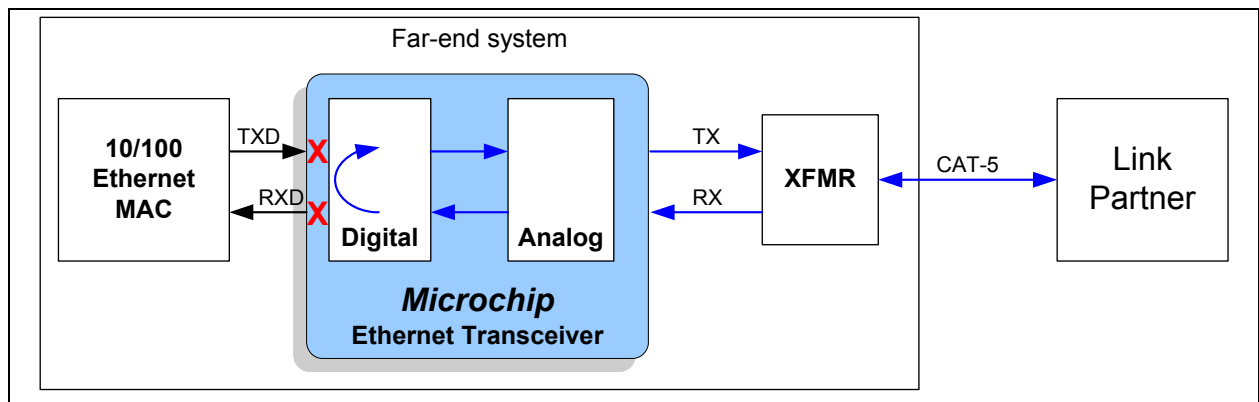 Far-end system
10/100
Ethernet
MAC
TXD
RXD
X
X
Digital
Analog
Microchip
Ethernet Transceiver
TX
RX
XFMR
CAT-5
Link
Partner